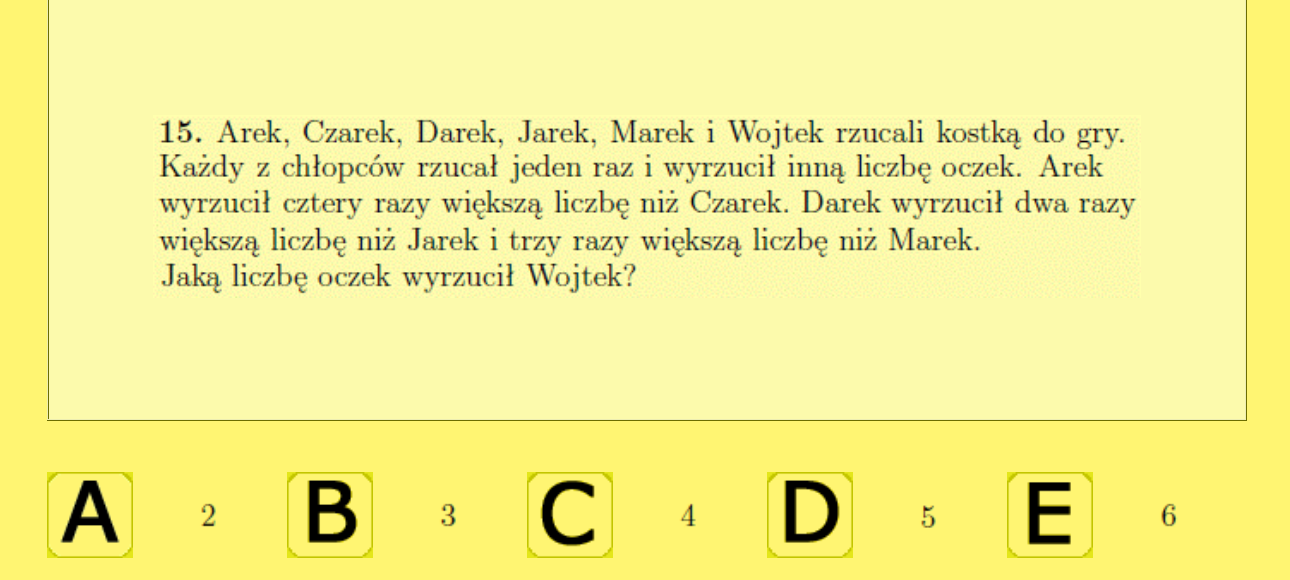 15. Arek, Czarek, Darek, Jarek, Marek i Wojtek rzucali kostką do gry.
Każdy z chłopców rzucał jeden raz i wyrzucił inną liczbę oczek. Arek
wyrzucił cztery razy większą liczbę niż Czarek. Darek wyrzucił dwa razy
większą liczbę niż Jarek i trzy razy większą liczbę niż Marek.
Jaką liczbę oczek wyrzucił Wojtek?
A 2 B 3 C 4 D 5 E 6